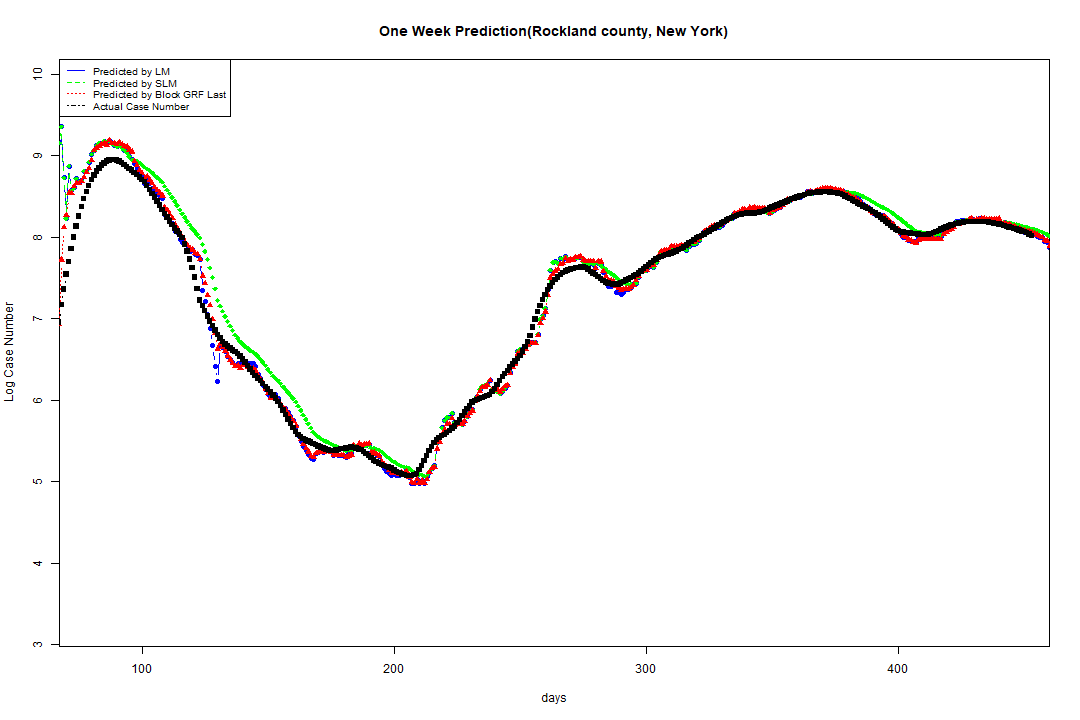 One Week Prediction(Rockland county, New York)
Predicted by LM
Predicted by SLM
Predicted by Block GRF Last
Actual Case Number
10
9
8
7
6
5
4
3
Log Case Number
100
200
300
400
days